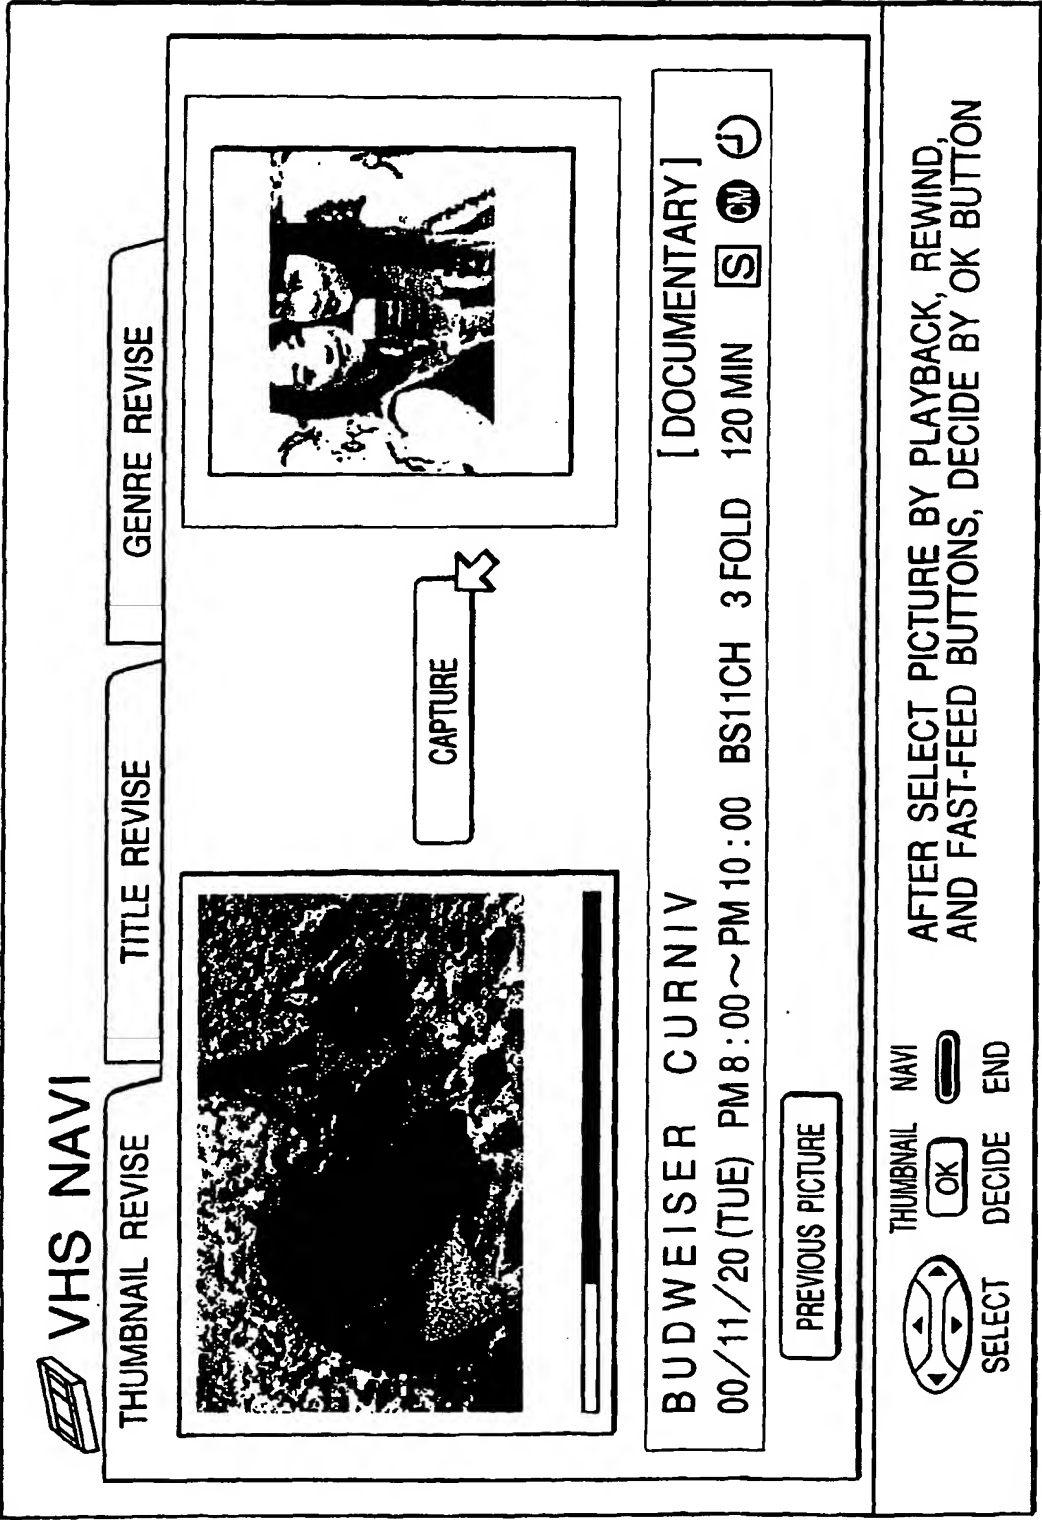 VHS NAVI
THUMBNAIL REVISE
TITLE REVISE
GENRE REVISE
CAPTURE
BUDWEISER CURNIV [DOCUMENTARY]
00/11/20 (TUE) PM 8:00~PM 10:00 BS11CH 3 FOLD 120 MIN S CM
PREVIOUS PICTURE
THUMBNAIL NAVI
OK
SELECT DECIDE END
AFTER SELECT PICTURE BY PLAYBACK, REWIND,
AND FAST-FEED BUTTONS, DECIDE BY OK BUTTON